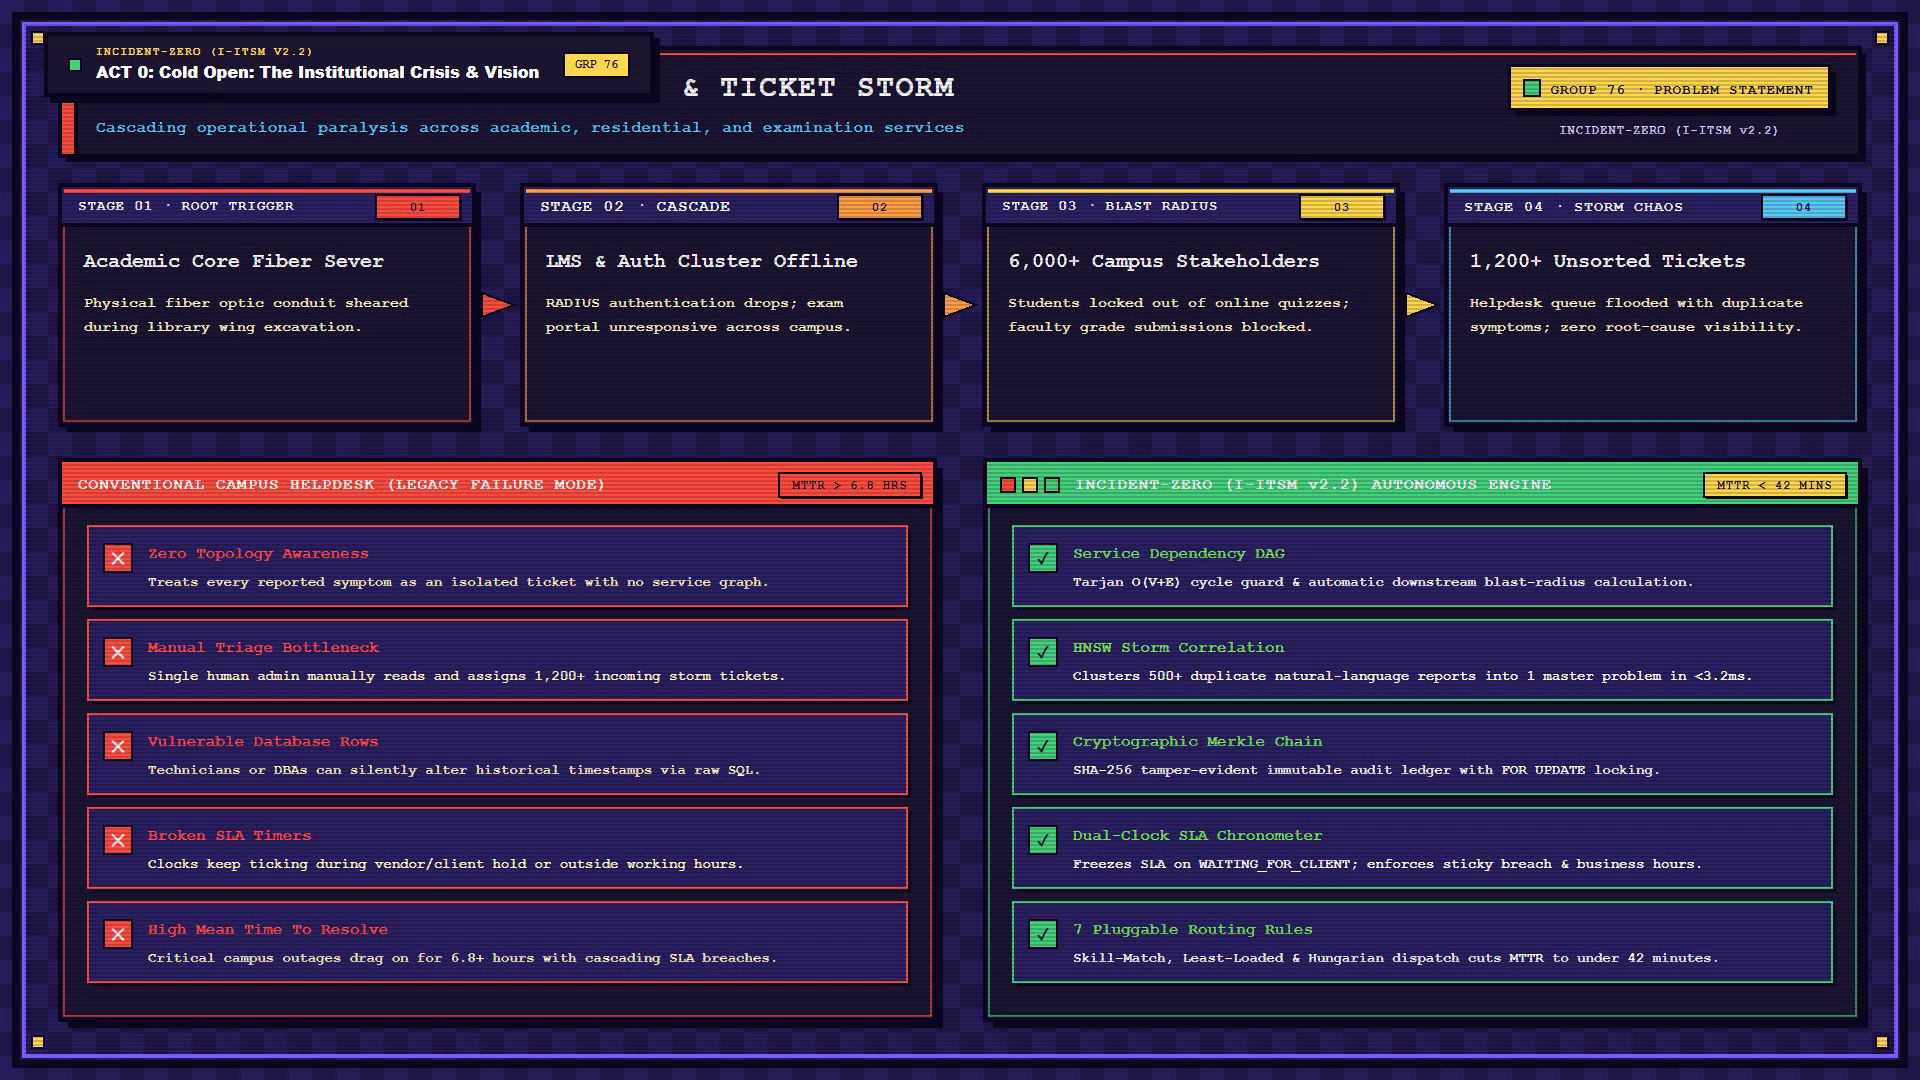 INCIDENT-ZERO (I-ITSM V2.2)
ACT 0: Cold Open: The Institutional Crisis & Vision
GRP 76
& TICKET STORM
Cascading operational paralysis across academic, residential, and examination services
GROUP 76 · PROBLEM STATEMENT
INCIDENT-ZERO (I-ITSM v2.2)
STAGE 01 · ROOT TRIGGER
01
Academic Core Fiber Sever
Physical fiber optic conduit sheared
during library wing excavation.
STAGE 02 · CASCADE
02
LMS & Auth Cluster Offline
RADIUS authentication drops; exam
portal unresponsive across campus.
STAGE 03 · BLAST RADIUS
03
6,000+ Campus Stakeholders
Students locked out of online quizzes;
faculty grade submissions blocked.
STAGE 04 · STORM CHAOS
04
1,200+ Unsorted Tickets
Helpdesk queue flooded with duplicate
symptoms; zero root-cause visibility.
CONVENTIONAL CAMPUS HELPDESK (LEGACY FAILURE MODE)
MTTR > 6.8 HRS
Zero Topology Awareness
Treats every reported symptom as an isolated ticket with no service graph.
Manual Triage Bottleneck
Single human admin manually reads and assigns 1,200+ incoming storm tickets.
Vulnerable Database Rows
Technicians or DBAs can silently alter historical timestamps via raw SQL.
Broken SLA Timers
Clocks keep ticking during vendor/client hold or outside working hours.
High Mean Time To Resolve
Critical campus outages drag on for 6.8+ hours with cascading SLA breaches.
INCIDENT-ZERO (I-ITSM v2.2) AUTONOMOUS ENGINE
MTTR < 42 MINS
Service Dependency DAG
Tarjan O(V+E) cycle guard & automatic downstream blast-radius calculation.
HNSW Storm Correlation
Clusters 500+ duplicate natural-language reports into 1 master problem in <3.2ms.
Cryptographic Merkle Chain
SHA-256 tamper-evident immutable audit ledger with FOR UPDATE locking.
Dual-Clock SLA Chronometer
Freezes SLA on WAITING_FOR_CLIENT; enforces sticky breach & business hours.
7 Pluggable Routing Rules
Skill-Match, Least-Loaded & Hungarian dispatch cuts MTTR to under 42 minutes.